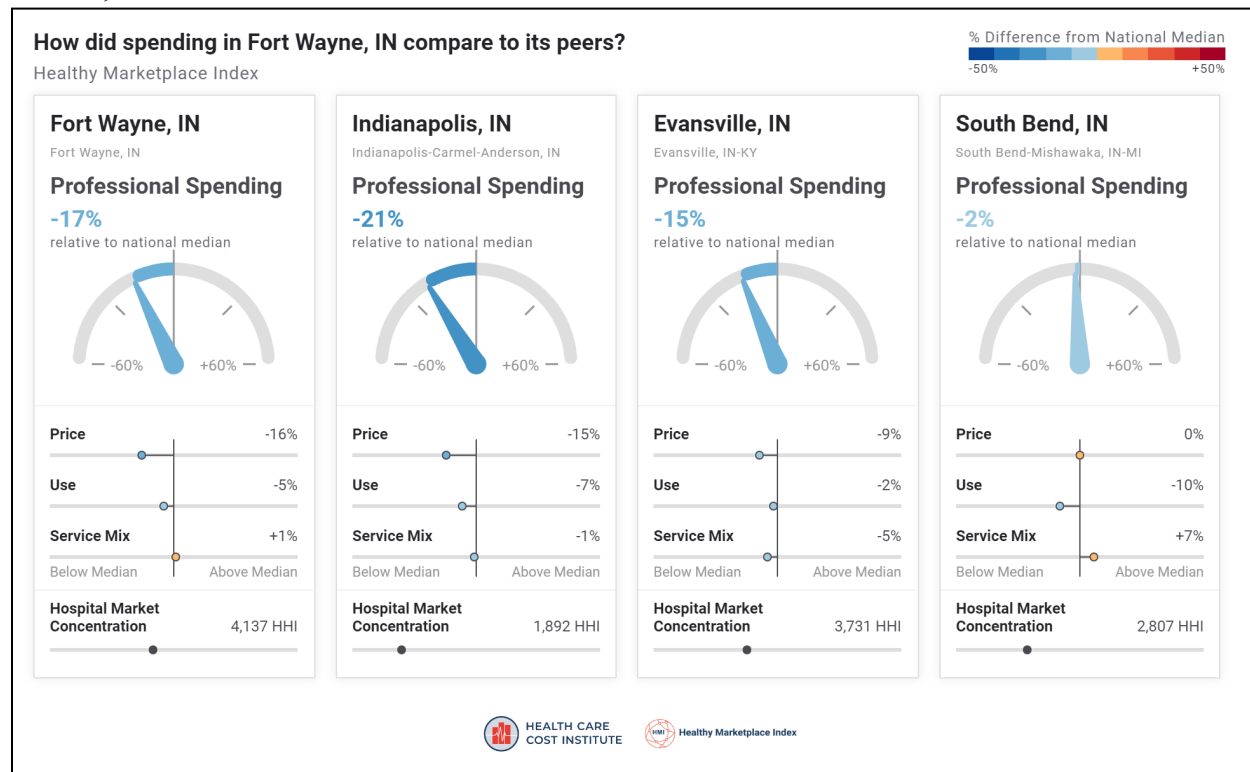 How did spending in Fort Wayne, IN compare to its peers?
Healthy Marketplace Index
% Difference from National Median
-50%
+50%
Fort Wayne, IN
Fort Wayne, IN
Professional Spending
-17%
relative to national median
-60%
+60%
Price
-16%
Use
-5%
Service Mix
+1%
Below Median
Above Median
Hospital Market
Concentration
4,137 HHI
Indianapolis, IN
Indianapolis-Carmel-Anderson, IN
Professional Spending
-21%
relative to national median
-60%
+60%
Price
-15%
Use
-7%
Service Mix
-1%
Below Median
Above Median
Hospital Market
Concentration
1,892 HHI
Evansville, IN
Evansville, IN-KY
Professional Spending
-15%
relative to national median
-60%
+60%
Price
-9%
Use
-2%
Service Mix
-5%
Below Median
Above Median
Hospital Market
Concentration
3,731 HHI
South Bend, IN
South Bend-Mishawaka, IN-MI
Professional Spending
-2%
relative to national median
-60%
+60%
Price
0%
Use
-10%
Service Mix
+7%
Below Median
Above Median
Hospital Market
Concentration
2,807 HHI
HEALTH CARE
COST INSTITUTE
HMI
Healthy Marketplace Index